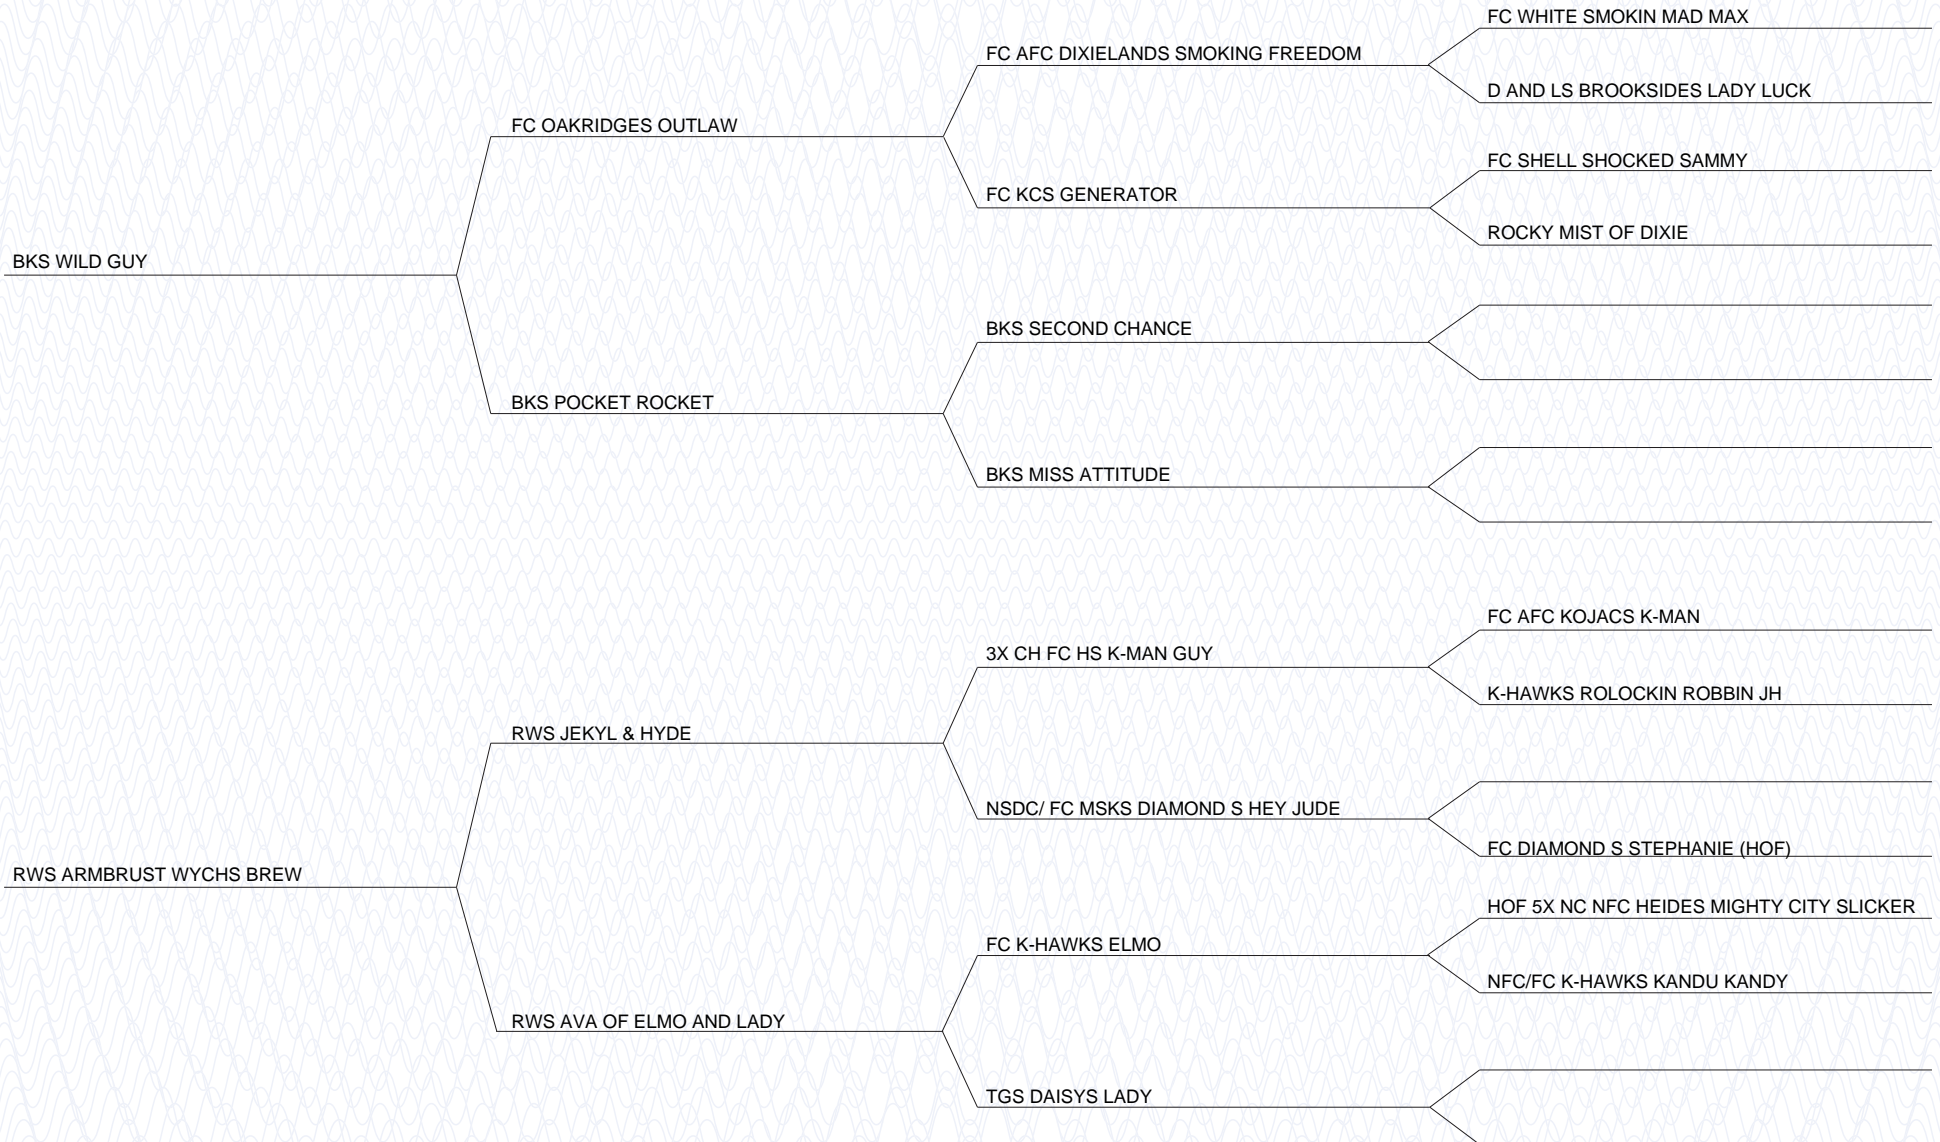 FC WHITE SMOKIN MAD MAX
FC AFC DIXIELANDS SMOKING FREEDOM
D AND LS BROOKSIDES LADY LUCK
FC OAKRIDGES OUTLAW
FC SHELL SHOCKED SAMMY
FC KCS GENERATOR
ROCKY MIST OF DIXIE
BKS WILD GUY
BKS SECOND CHANCE
BKS POCKET ROCKET
BKS MISS ATTITUDE
FC AFC KOJACS K-MAN
3X CH FC HS K-MAN GUY
K-HAWKS ROLOCKIN ROBBIN JH
RWS JEKYL & HYDE
NSDC/ FC MSKS DIAMOND S HEY JUDE
FC DIAMOND S STEPHANIE (HOF)
RWS ARMBRUST WYCHS BREW
HOF 5X NC NFC HEIDES MIGHTY CITY SLICKER
FC K-HAWKS ELMO
NFC/FC K-HAWKS KANDU KANDY
RWS AVA OF ELMO AND LADY
TGS DAISYS LADY